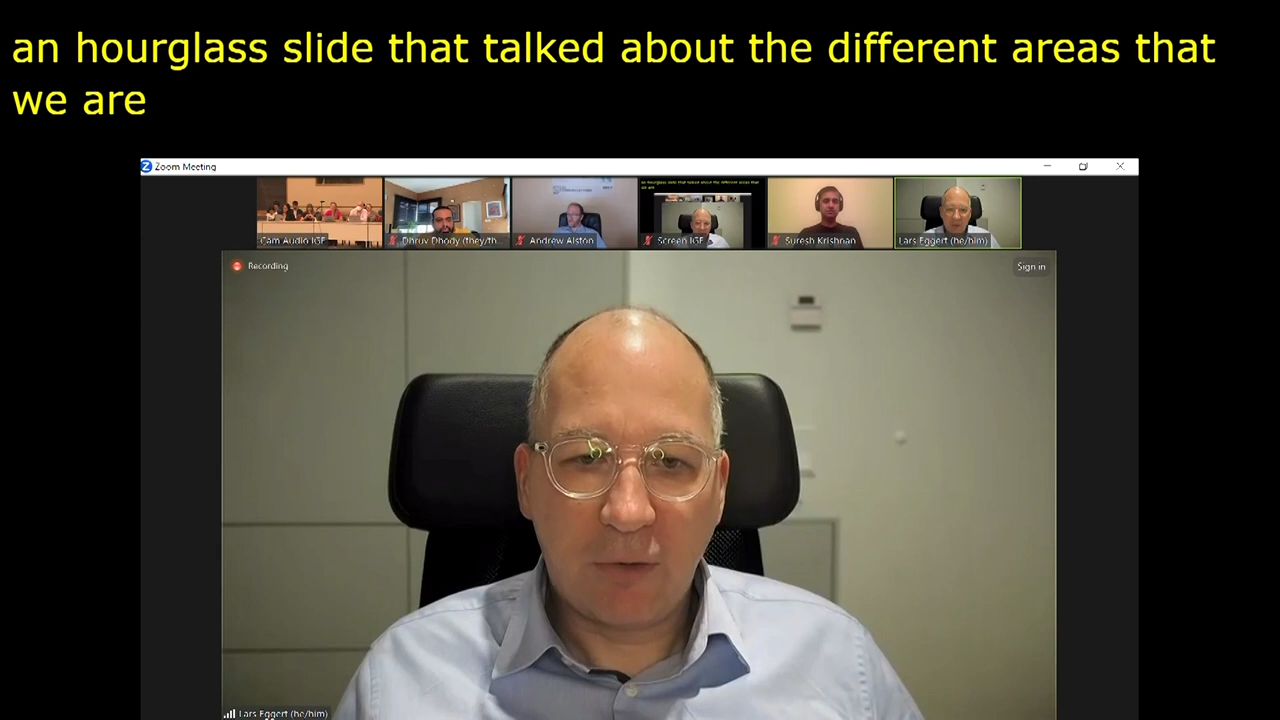 an hourglass slide that talked about the different areas that
we are
Zoom Meeting
Cam Audio IGF
Dhruv Dhody (they/th...
Andrew Alston
Screen IGF
Suresh Krishnan
Lars Eggert (he/him)
Recording
Sign in
Lars Eggert (he/him)